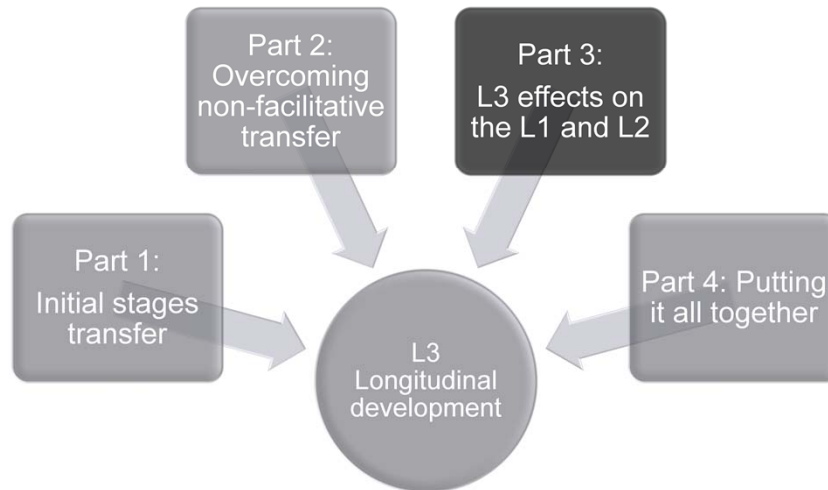 Part 1:
Initial stages
transfer
Part 2:
Overcoming
non-facilitative
transfer
Part 3:
L3 effects on
the L1 and L2
Part 4: Putting
it all together
L3
Longitudinal
development